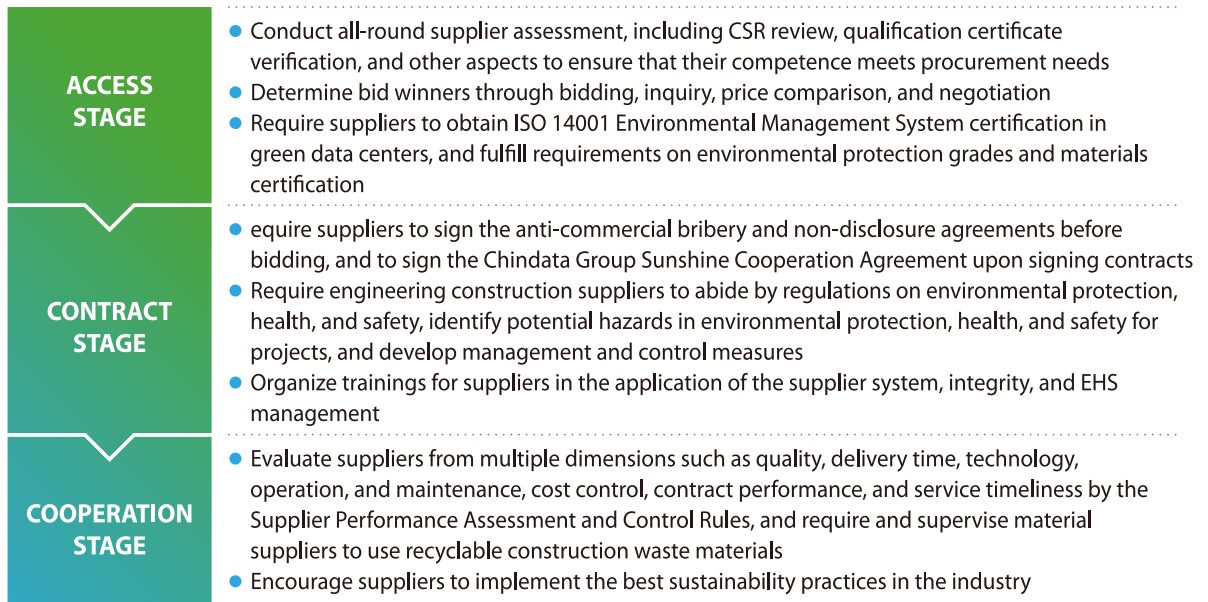 ACCESS
STAGE
● Conduct all-round supplier assessment, including CSR review, qualification certificate
verification, and other aspects to ensure that their competence meets procurement needs
● Determine bid winners through bidding, inquiry, price comparison, and negotiation
● Require suppliers to obtain ISO 14001 Environmental Management System certification in
green data centers, and fulfill requirements on environmental protection grades and materials
certification
CONTRACT
STAGE
● equire suppliers to sign the anti-commercial bribery and non-disclosure agreements before
bidding, and to sign the Chindata Group Sunshine Cooperation Agreement upon signing contracts
● Require engineering construction suppliers to abide by regulations on environmental protection,
health, and safety, identify potential hazards in environmental protection, health, and safety for
projects, and develop management and control measures
● Organize trainings for suppliers in the application of the supplier system, integrity, and EHS
management
COOPERATION
STAGE
● Evaluate suppliers from multiple dimensions such as quality, delivery time, technology,
operation, and maintenance, cost control, contract performance, and service timeliness by the
Supplier Performance Assessment and Control Rules, and require and supervise material
suppliers to use recyclable construction waste materials
● Encourage suppliers to implement the best sustainability practices in the industry